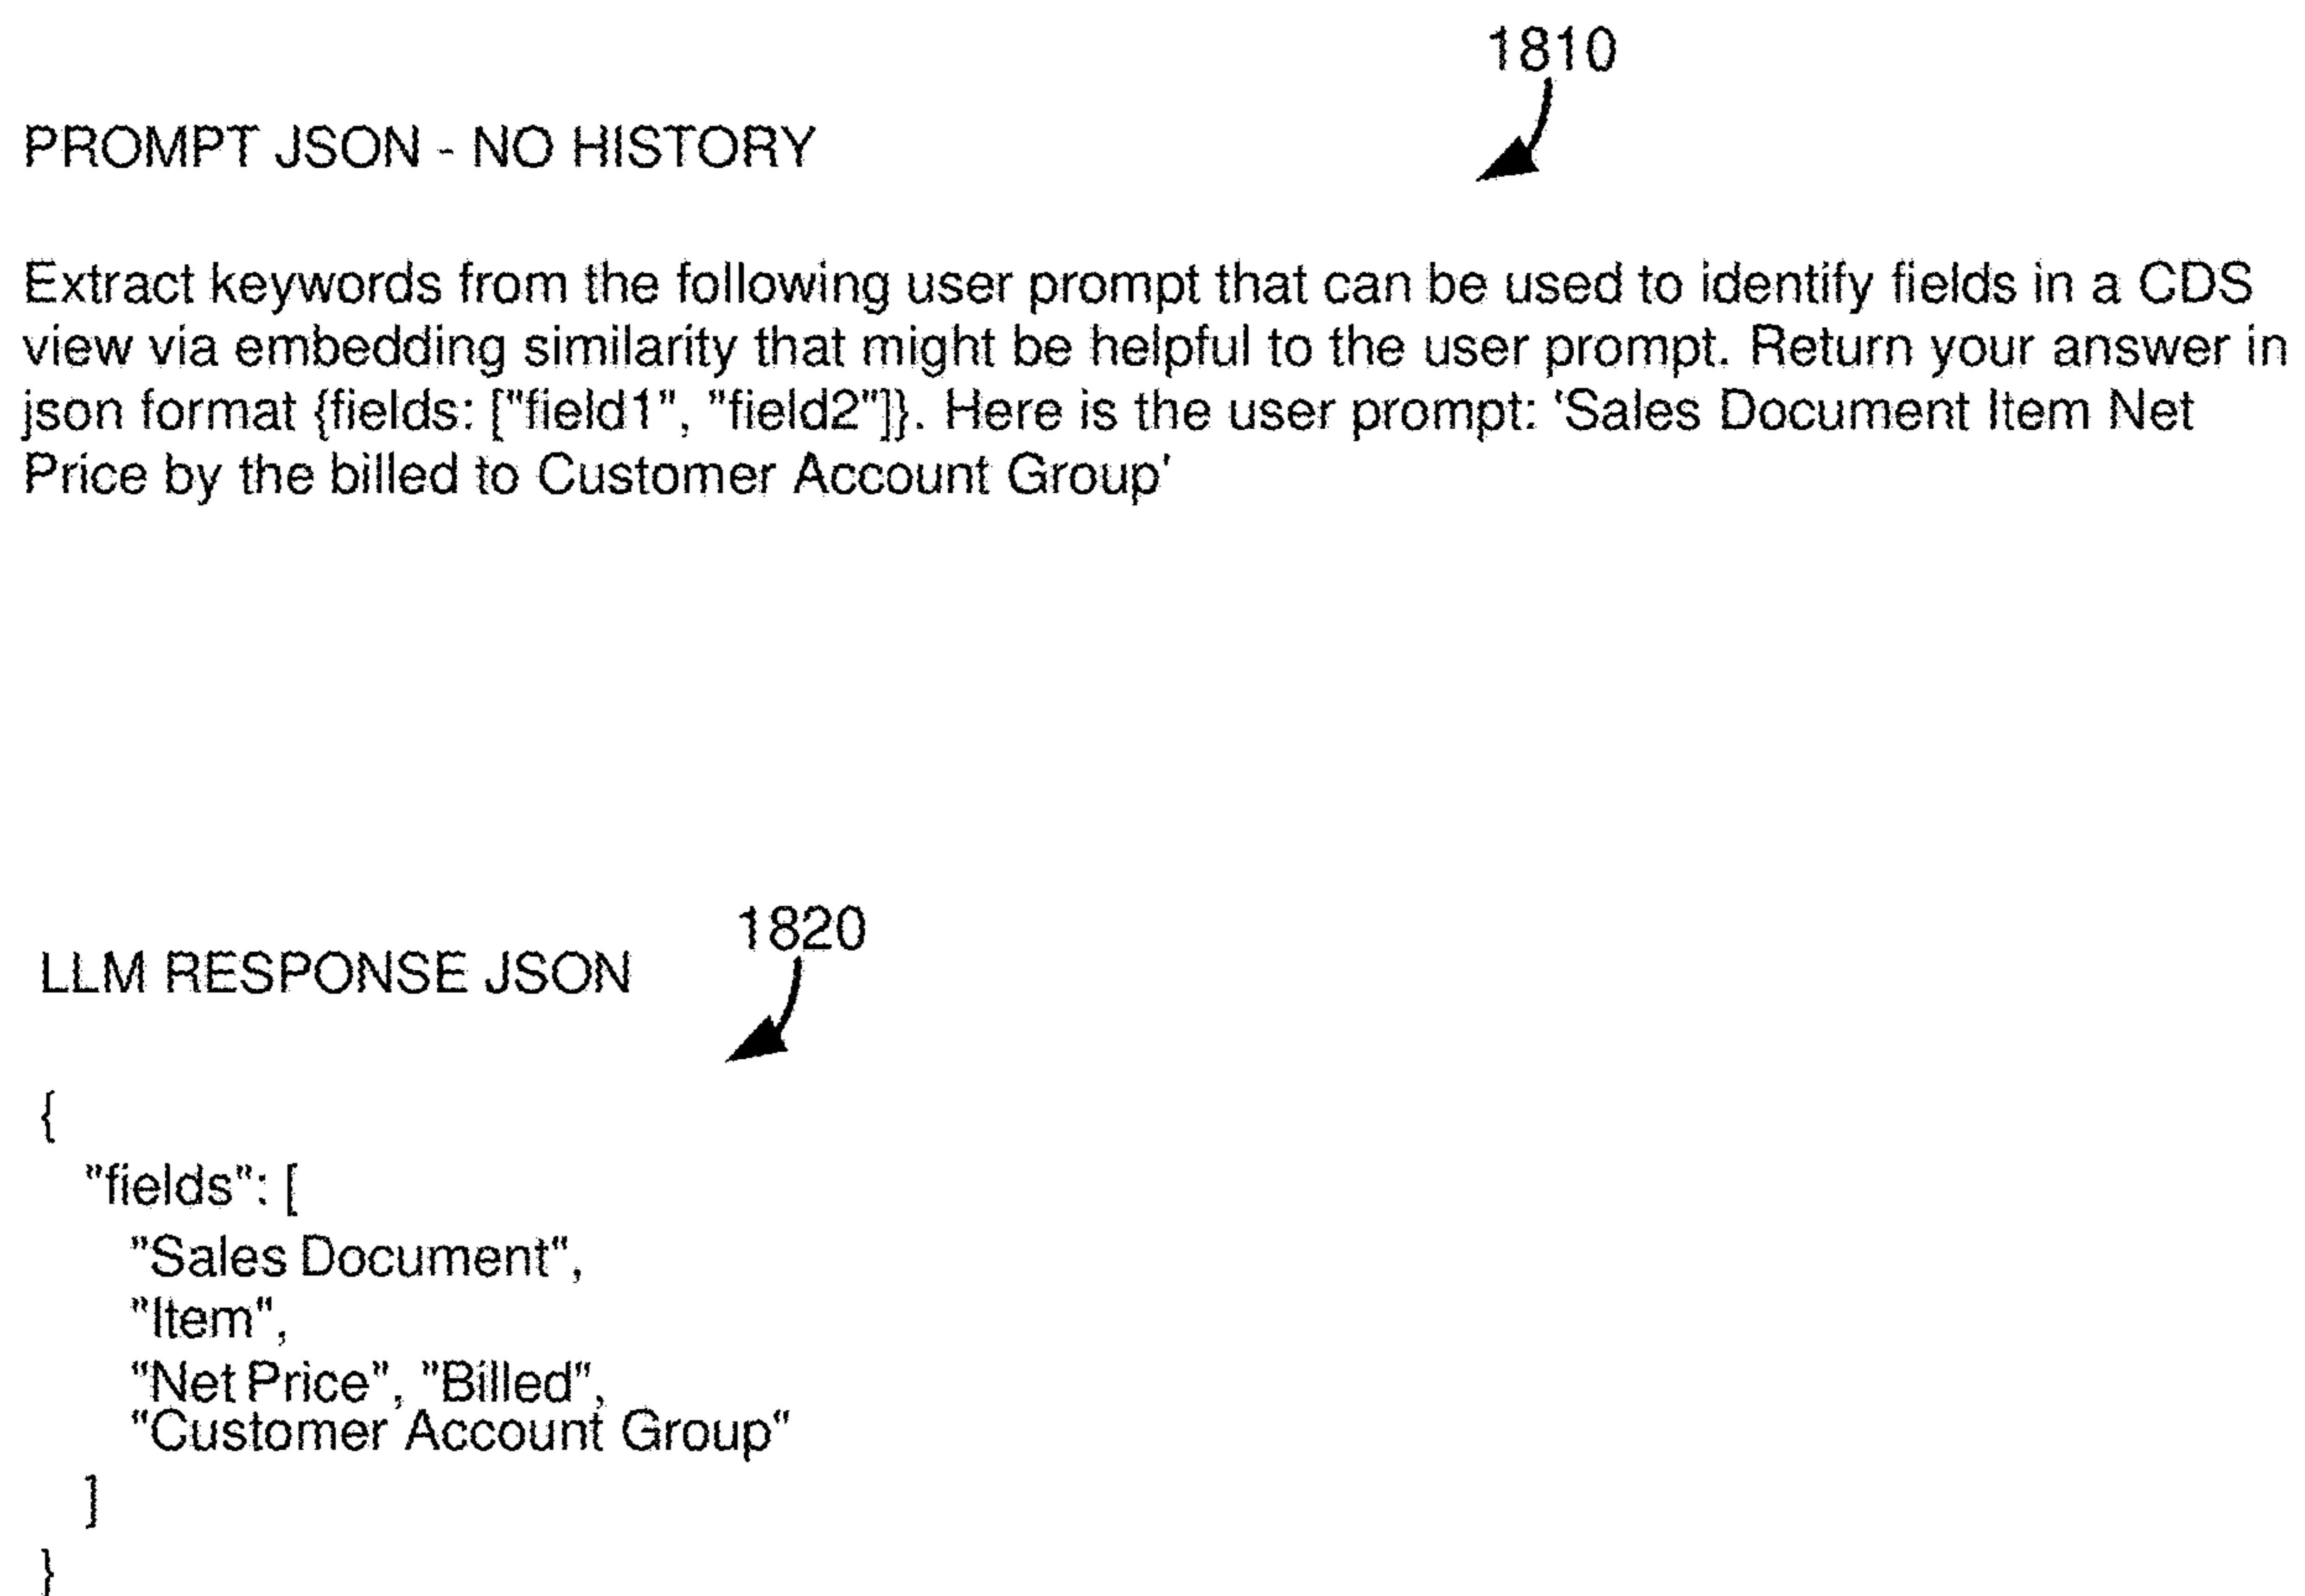 1810
PROMPT JSON - NO HISTORY
Extract keywords from the following user prompt that can be used to identify fields in a CDS
view via embedding similarity that might be helpful to the user prompt. Return your answer in
json format {fields: ["field1", "field2"]}. Here is the user prompt: 'Sales Document Item Net
Price by the billed to Customer Account Group'
1820
LLM RESPONSE JSON
{
"fields": [
"Sales Document",
"Item",
"Net Price", "Billed",
"Customer Account Group"
]
}